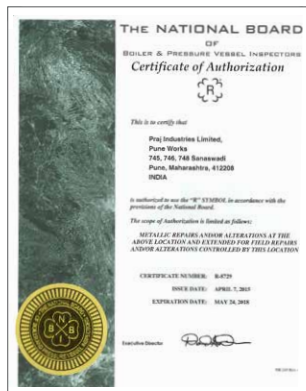 THE NATIONAL BOARD
OF
BOILER & PRESSURE VESSEL INSPECTORS
Certificate of Authorization
R
This is to certify that
Praj Industries Limited,
Pune Works
745, 746, 748 Sanaswadi
Pune, Maharashtra, 412208
INDIA
is authorized to use the "R" SYMBOL in accordance with the
provisions of the National Board.
The scope of Authorization is limited as follows:
METALLIC REPAIRS AND/OR ALTERATIONS AT THE
ABOVE LOCATION AND EXTENDED FOR FIELD REPAIRS
AND/OR ALTERATIONS CONTROLLED BY THIS LOCATION
CERTIFICATE NUMBER: R-8729
ISSUE DATE: APRIL 7, 2015
EXPIRATION DATE: MAY 24, 2018
Executive Director
N
B B
I